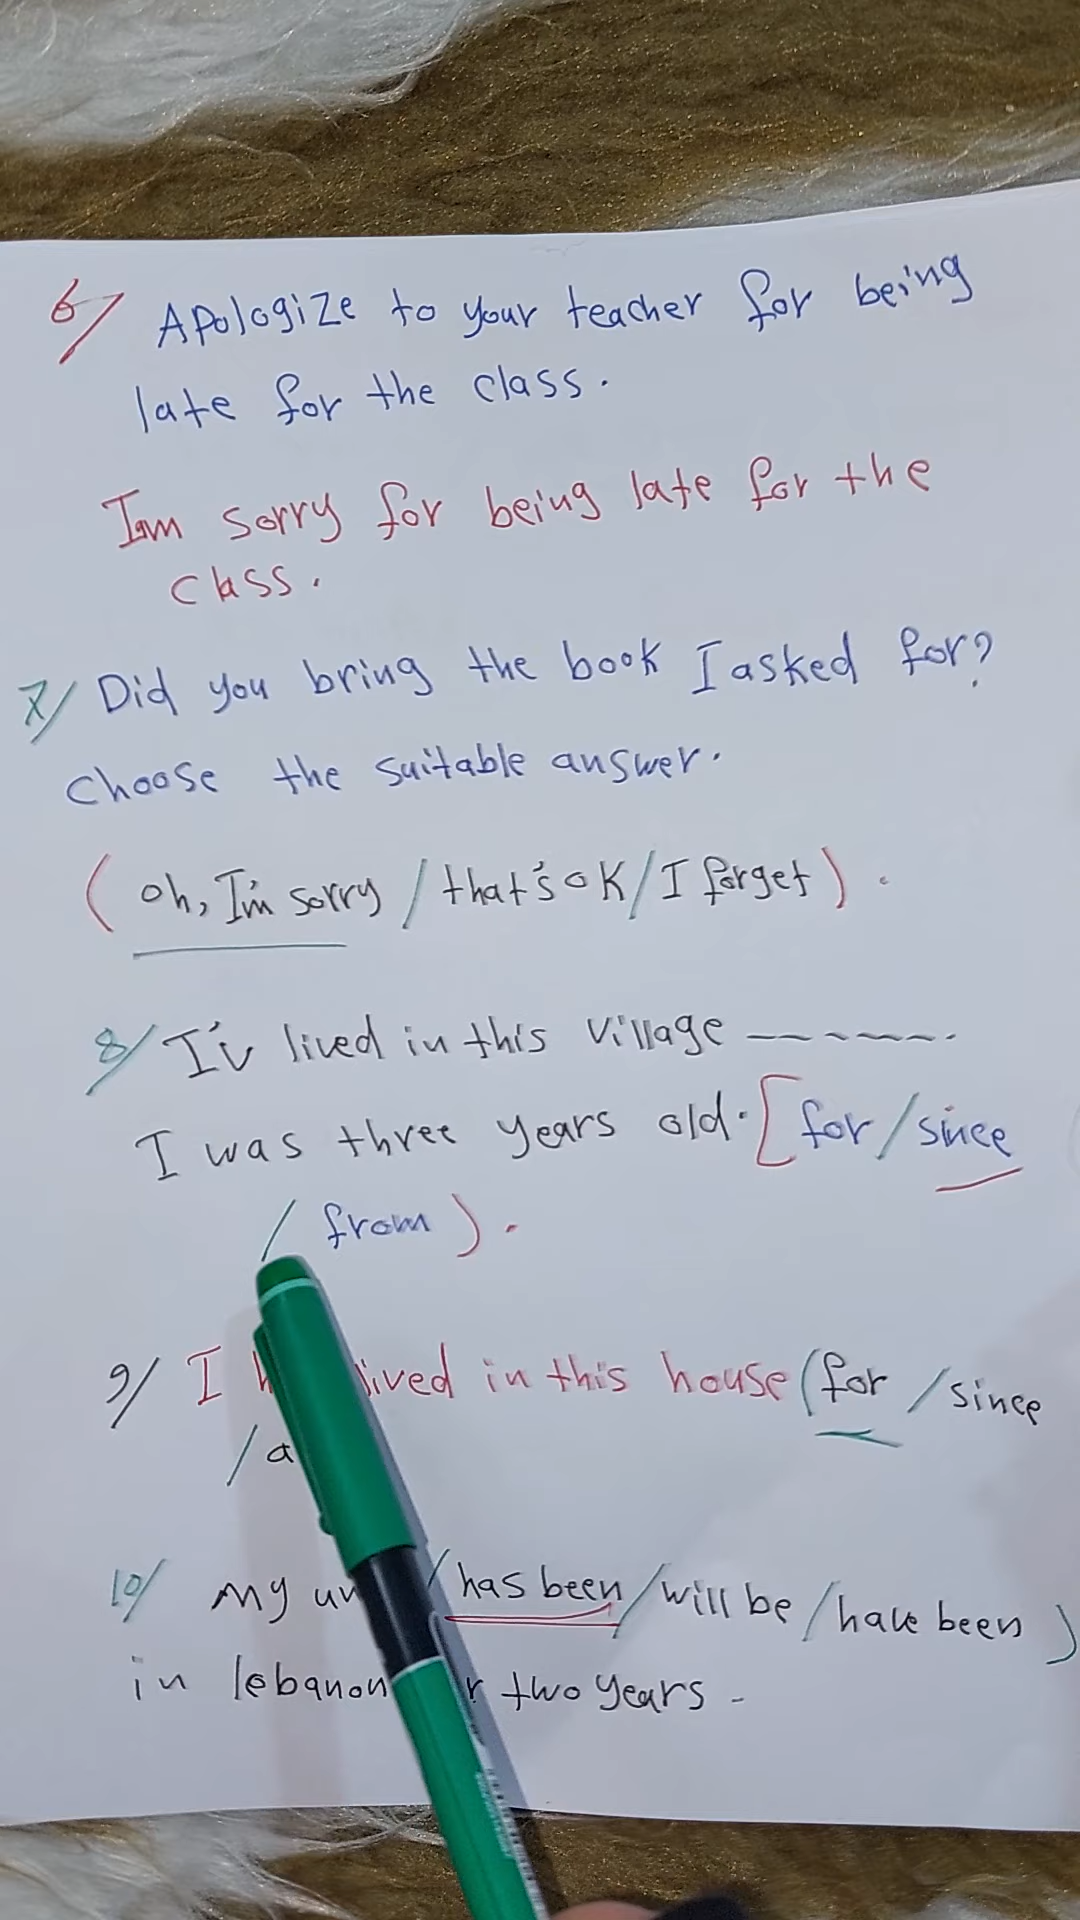 6/ Apologize to your teacher for being
late for the class.
I am sorry for being late for the
class.
7/ Did you bring the book I asked for?
Choose the suitable answer.
(oh, I'm sorry / that's ok / I forget).
8/ I'v lived in this village -------
I was three years old. [for / since
/ from).
9/ I lived in this house (for / since
/
10/ My / has been / will be / have been)
in lebanon two years -